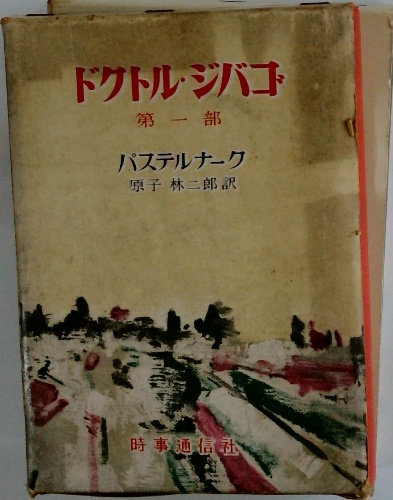 ドクトル・ジバゴ
第一部
パステルナーク
原子 林二郎 訳
時事通信社